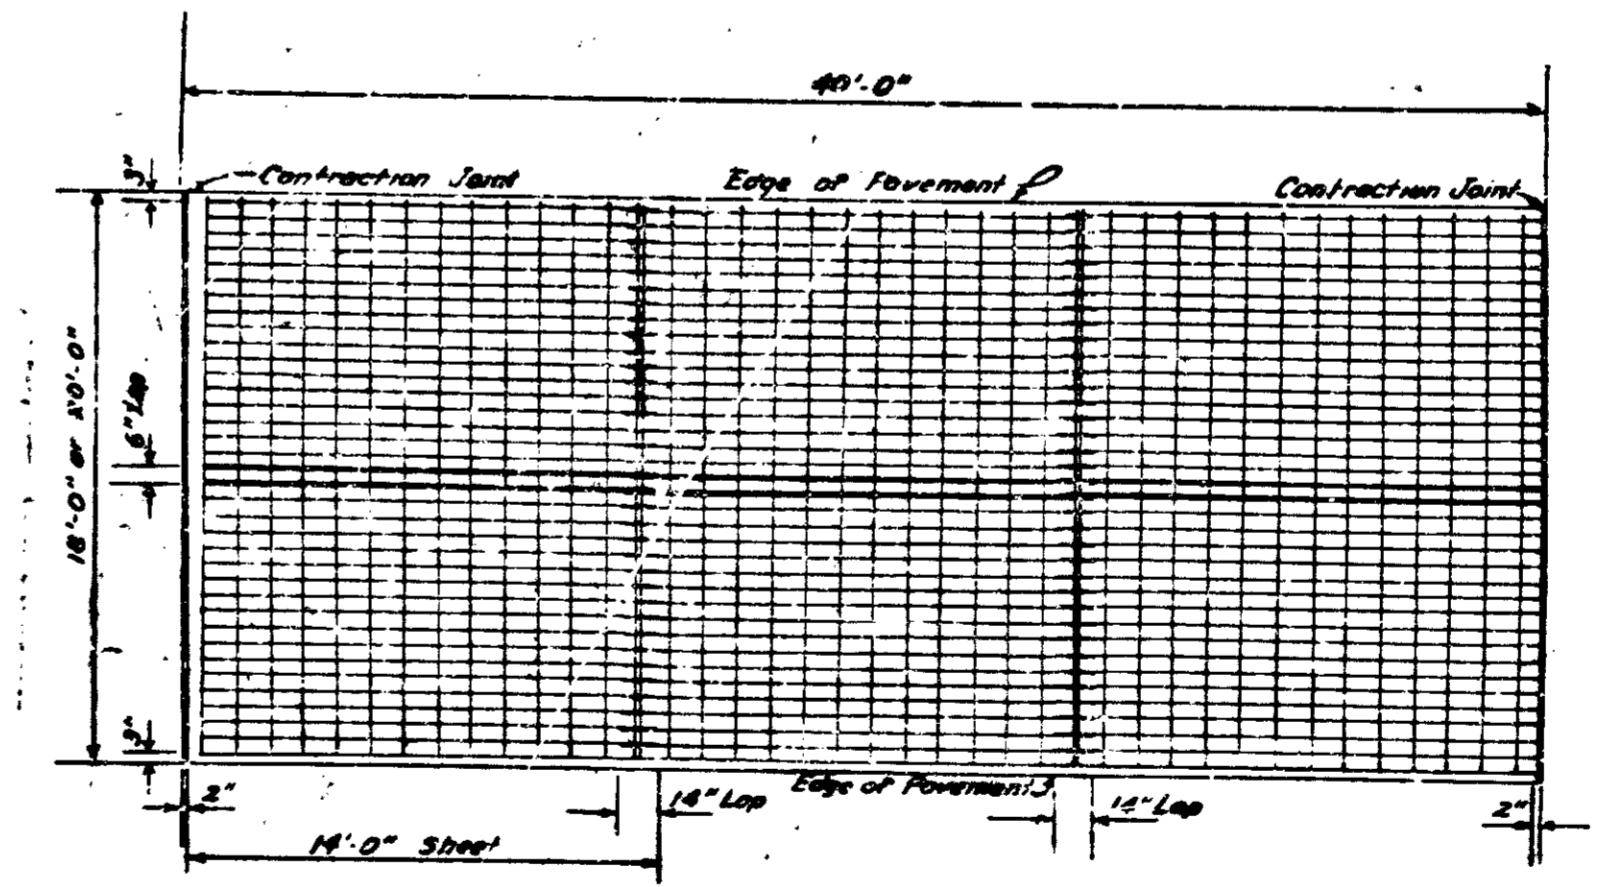 40'-0"
3"
Contraction Joint
Edge of Pavement
Contraction Joint
18'-0" or 20'-0"
6" Lap
3"
2"
14" Lap
Edge of Pavement
14" Lap
2"
14'-0" Sheet